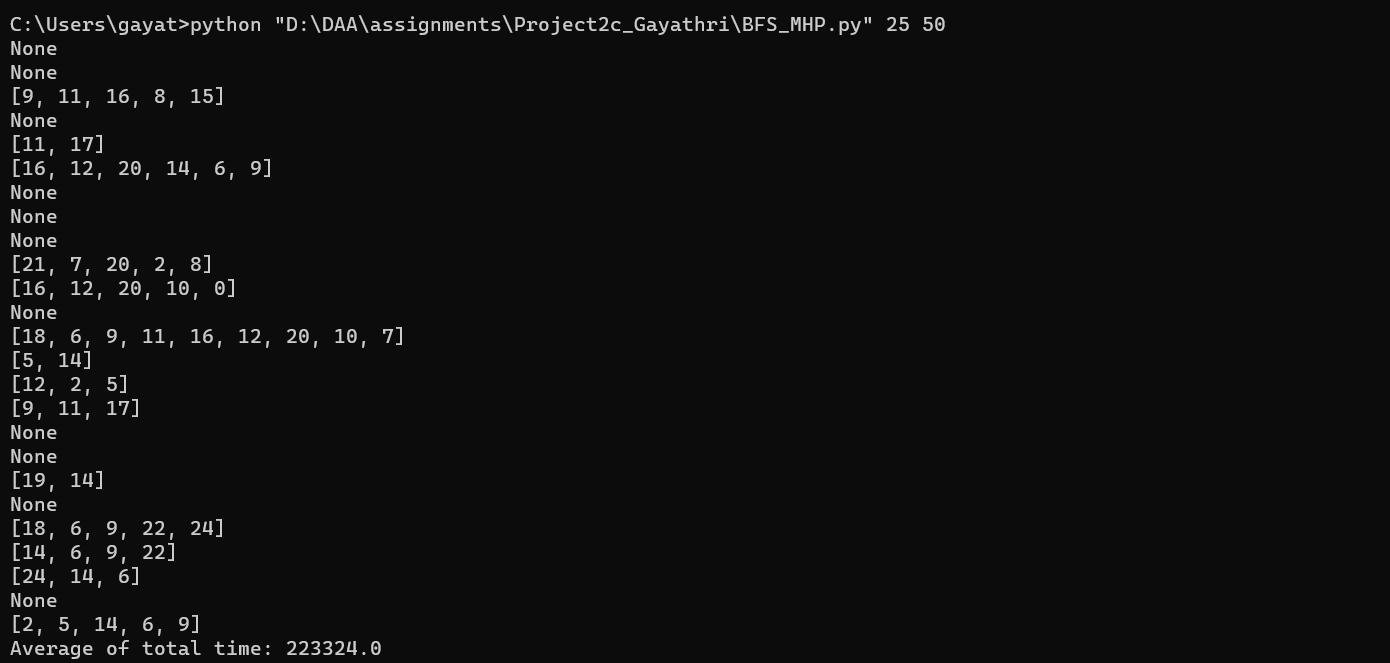 C:\Users\gayat>python "D:\DAA\assignments\Project2c_Gayathri\BFS_MHP.py" 25 50
None
None
[9, 11, 16, 8, 15]
None
[11, 17]
[16, 12, 20, 14, 6, 9]
None
None
None
[21, 7, 20, 2, 8]
[16, 12, 20, 10, 0]
None
[18, 6, 9, 11, 16, 12, 20, 10, 7]
[5, 14]
[12, 2, 5]
[9, 11, 17]
None
None
[19, 14]
None
[18, 6, 9, 22, 24]
[14, 6, 9, 22]
[24, 14, 6]
None
[2, 5, 14, 6, 9]
Average of total time: 223324.0